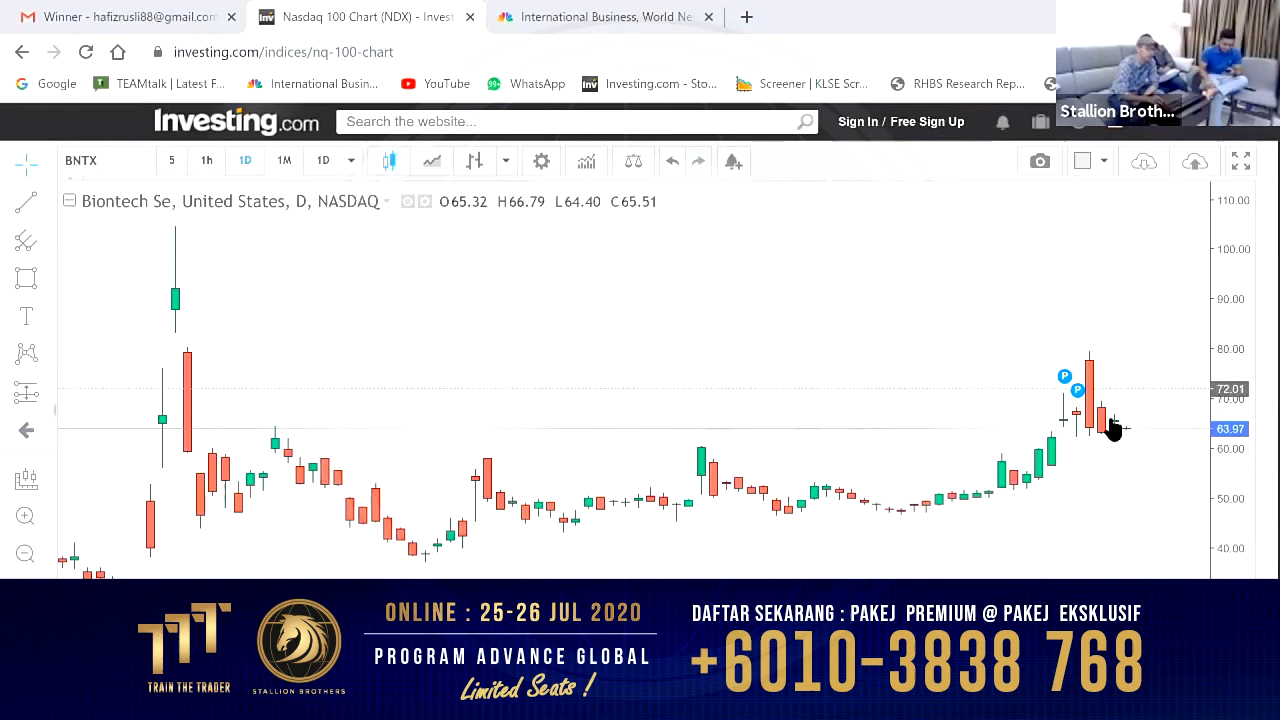 Winner - hafizrusli88@gmail.com
Nasdaq 100 Chart (NDX) - Invest
International Business, World Ne
investing.com/indices/nq-100-chart
Google
TEAMtalk | Latest F...
International Busin...
YouTube
WhatsApp
Investing.com - Sto...
Screener | KLSE Scr...
RHBS Research Rep...
Stallion Broth...
Investing.com
Search the website...
Sign In / Free Sign Up
BNTX
5
1h
1D
1M
1D
Biontech Se, United States, D, NASDAQ
O65.32 H66.79 L64.40 C65.51
110.00
100.00
90.00
80.00
72.01
70.00
63.97
60.00
50.00
40.00
P
P
TTT
TRAIN THE TRADER
STALLION BROTHERS
ONLINE : 25-26 JUL 2020
PROGRAM ADVANCE GLOBAL
Limited Seats !
DAFTAR SEKARANG : PAKEJ PREMIUM @ PAKEJ EKSKLUSIF
+6010-3838 768